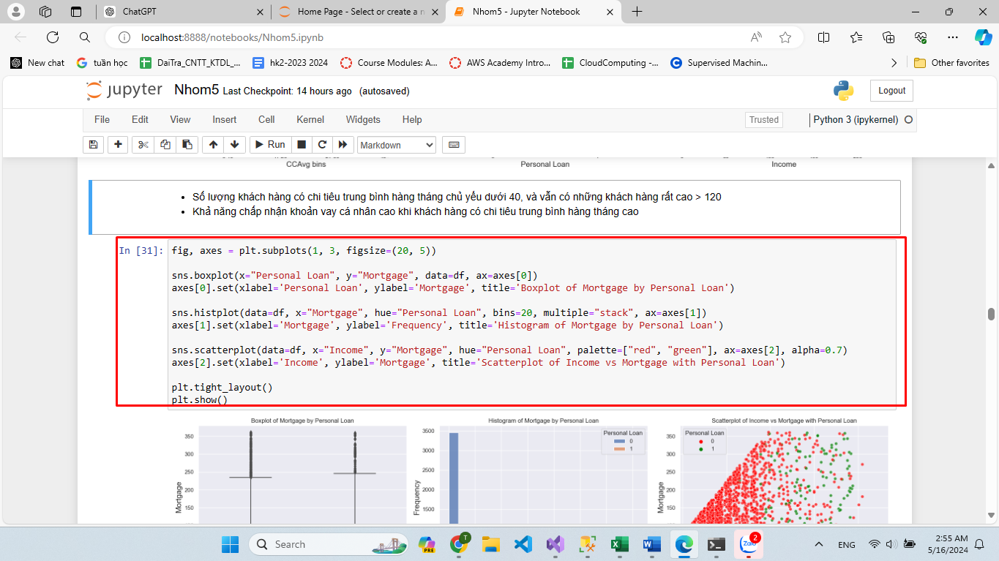 ChatGPT
Home Page - Select or create a n
Nhom5 - Jupyter Notebook
localhost:8888/notebooks/Nhom5.ipynb
New chat
tuần học
DaiTra_CNTT_KTDL_...
hk2-2023 2024
Course Modules: A...
AWS Academy Intro...
CloudComputing -...
Supervised Machin...
Other favorites
jupyter Nhom5 Last Checkpoint: 14 hours ago (autosaved)
Logout
File Edit View Insert Cell Kernel Widgets Help
Trusted
Python 3 (ipykernel)
Run
Markdown
CCAvg bins
Personal Loan
Income
• Số lượng khách hàng có chi tiêu trung bình hàng tháng chủ yếu dưới 40, và vẫn có những khách hàng rất cao > 120
• Khả năng chấp nhận khoản vay cá nhân cao khi khách hàng có chi tiêu trung bình hàng tháng cao
In [31]: fig, axes = plt.subplots(1, 3, figsize=(20, 5))
sns.boxplot(x="Personal Loan", y="Mortgage", data=df, ax=axes[0])
axes[0].set(xlabel='Personal Loan', ylabel='Mortgage', title='Boxplot of Mortgage by Personal Loan')
sns.histplot(data=df, x="Mortgage", hue="Personal Loan", bins=20, multiple="stack", ax=axes[1])
axes[1].set(xlabel='Mortgage', ylabel='Frequency', title='Histogram of Mortgage by Personal Loan')
sns.scatterplot(data=df, x="Income", y="Mortgage", hue="Personal Loan", palette=["red", "green"], ax=axes[2], alpha=0.7)
axes[2].set(xlabel='Income', ylabel='Mortgage', title='Scatterplot of Income vs Mortgage with Personal Loan')
plt.tight_layout()
plt.show()
Boxplot of Mortgage by Personal Loan
350
300
250
200
150
Mortgage
Histogram of Mortgage by Personal Loan
3500
3000
2500
2000
1500
Frequency
Personal Loan
0
1
Scatterplot of Income vs Mortgage with Personal Loan
350
300
250
200
150
Mortgage
Personal Loan
0
1
Search
PRE
T
Zalo
2
ENG
2:55 AM
5/16/2024